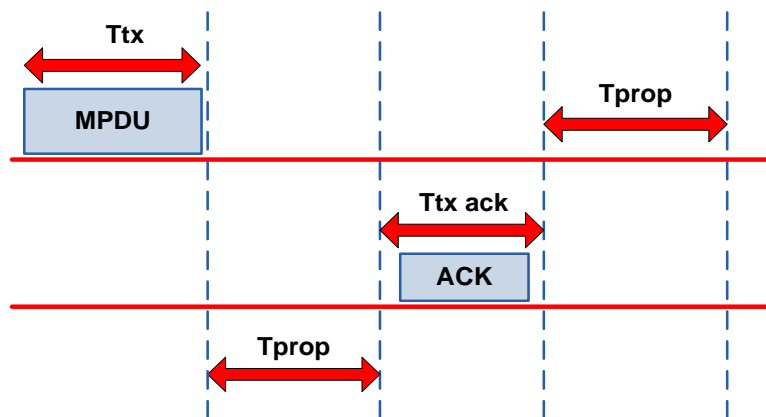 Ttx
MPDU
Tprop
Ttx ack
ACK
Tprop